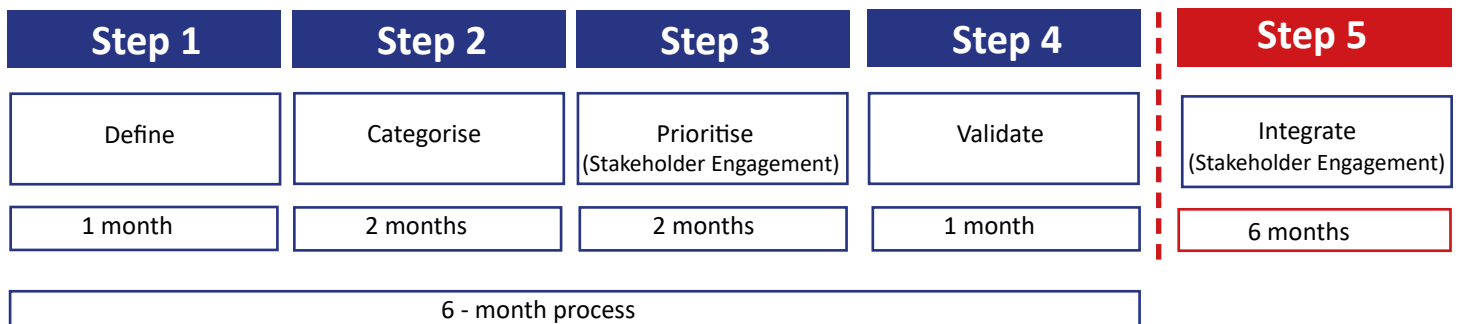 Step 1
Step 2
Step 3
Step 4
Step 5
Define
Categorise
Prioritise
(Stakeholder Engagement)
Validate
Integrate
(Stakeholder Engagement)
1 month
2 months
2 months
1 month
6 months
6 - month process